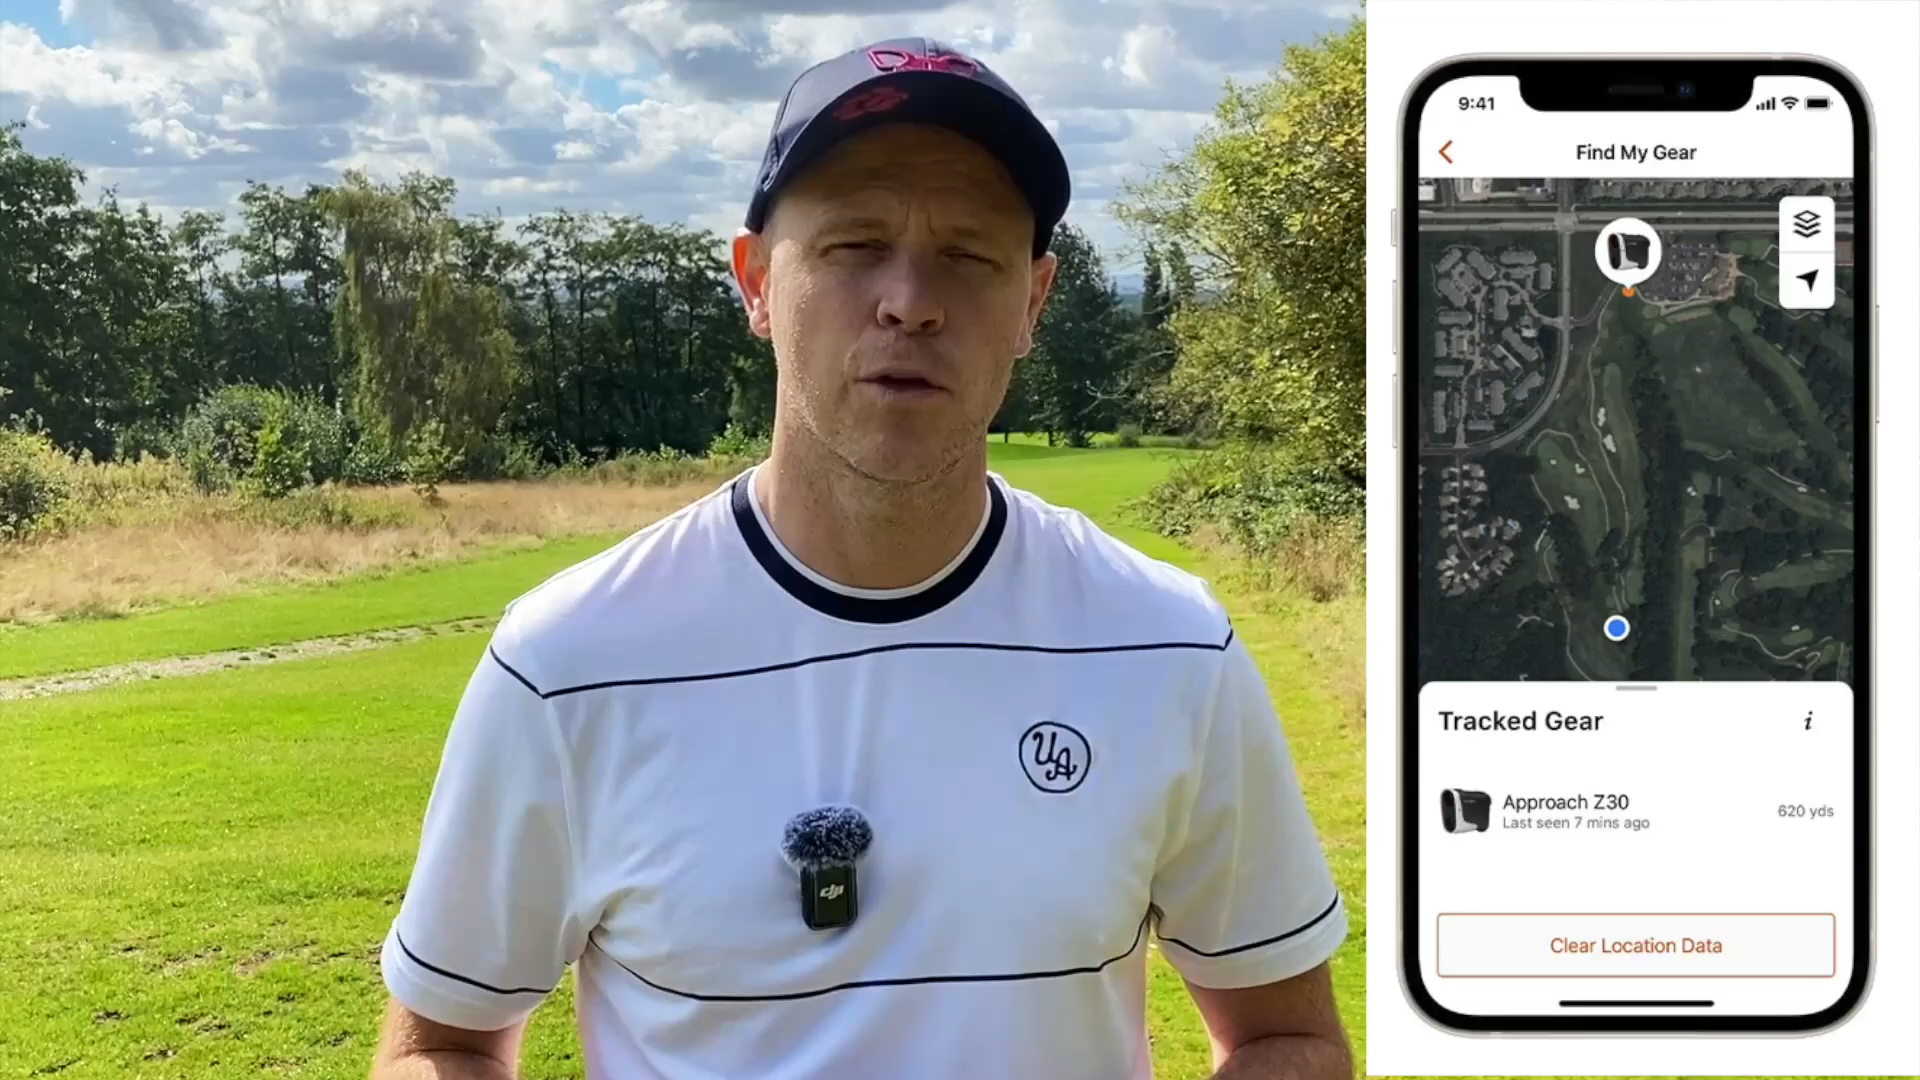 UA
dji
9:41
Find My Gear
Tracked Gear
i
Approach Z30
Last seen 7 mins ago
620 yds
Clear Location Data